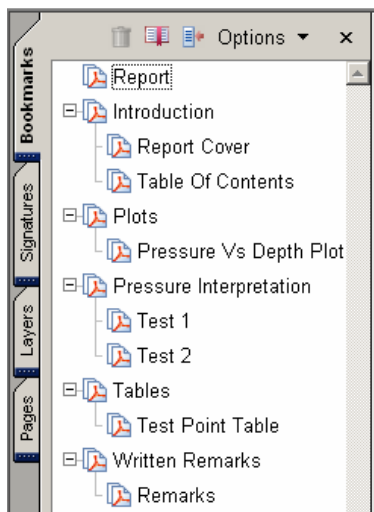 Options
Report
Introduction
Report Cover
Table Of Contents
Plots
Pressure Vs Depth Plot
Pressure Interpretation
Test 1
Test 2
Tables
Test Point Table
Written Remarks
Remarks
Bookmarks
Signatures
Layers
Pages